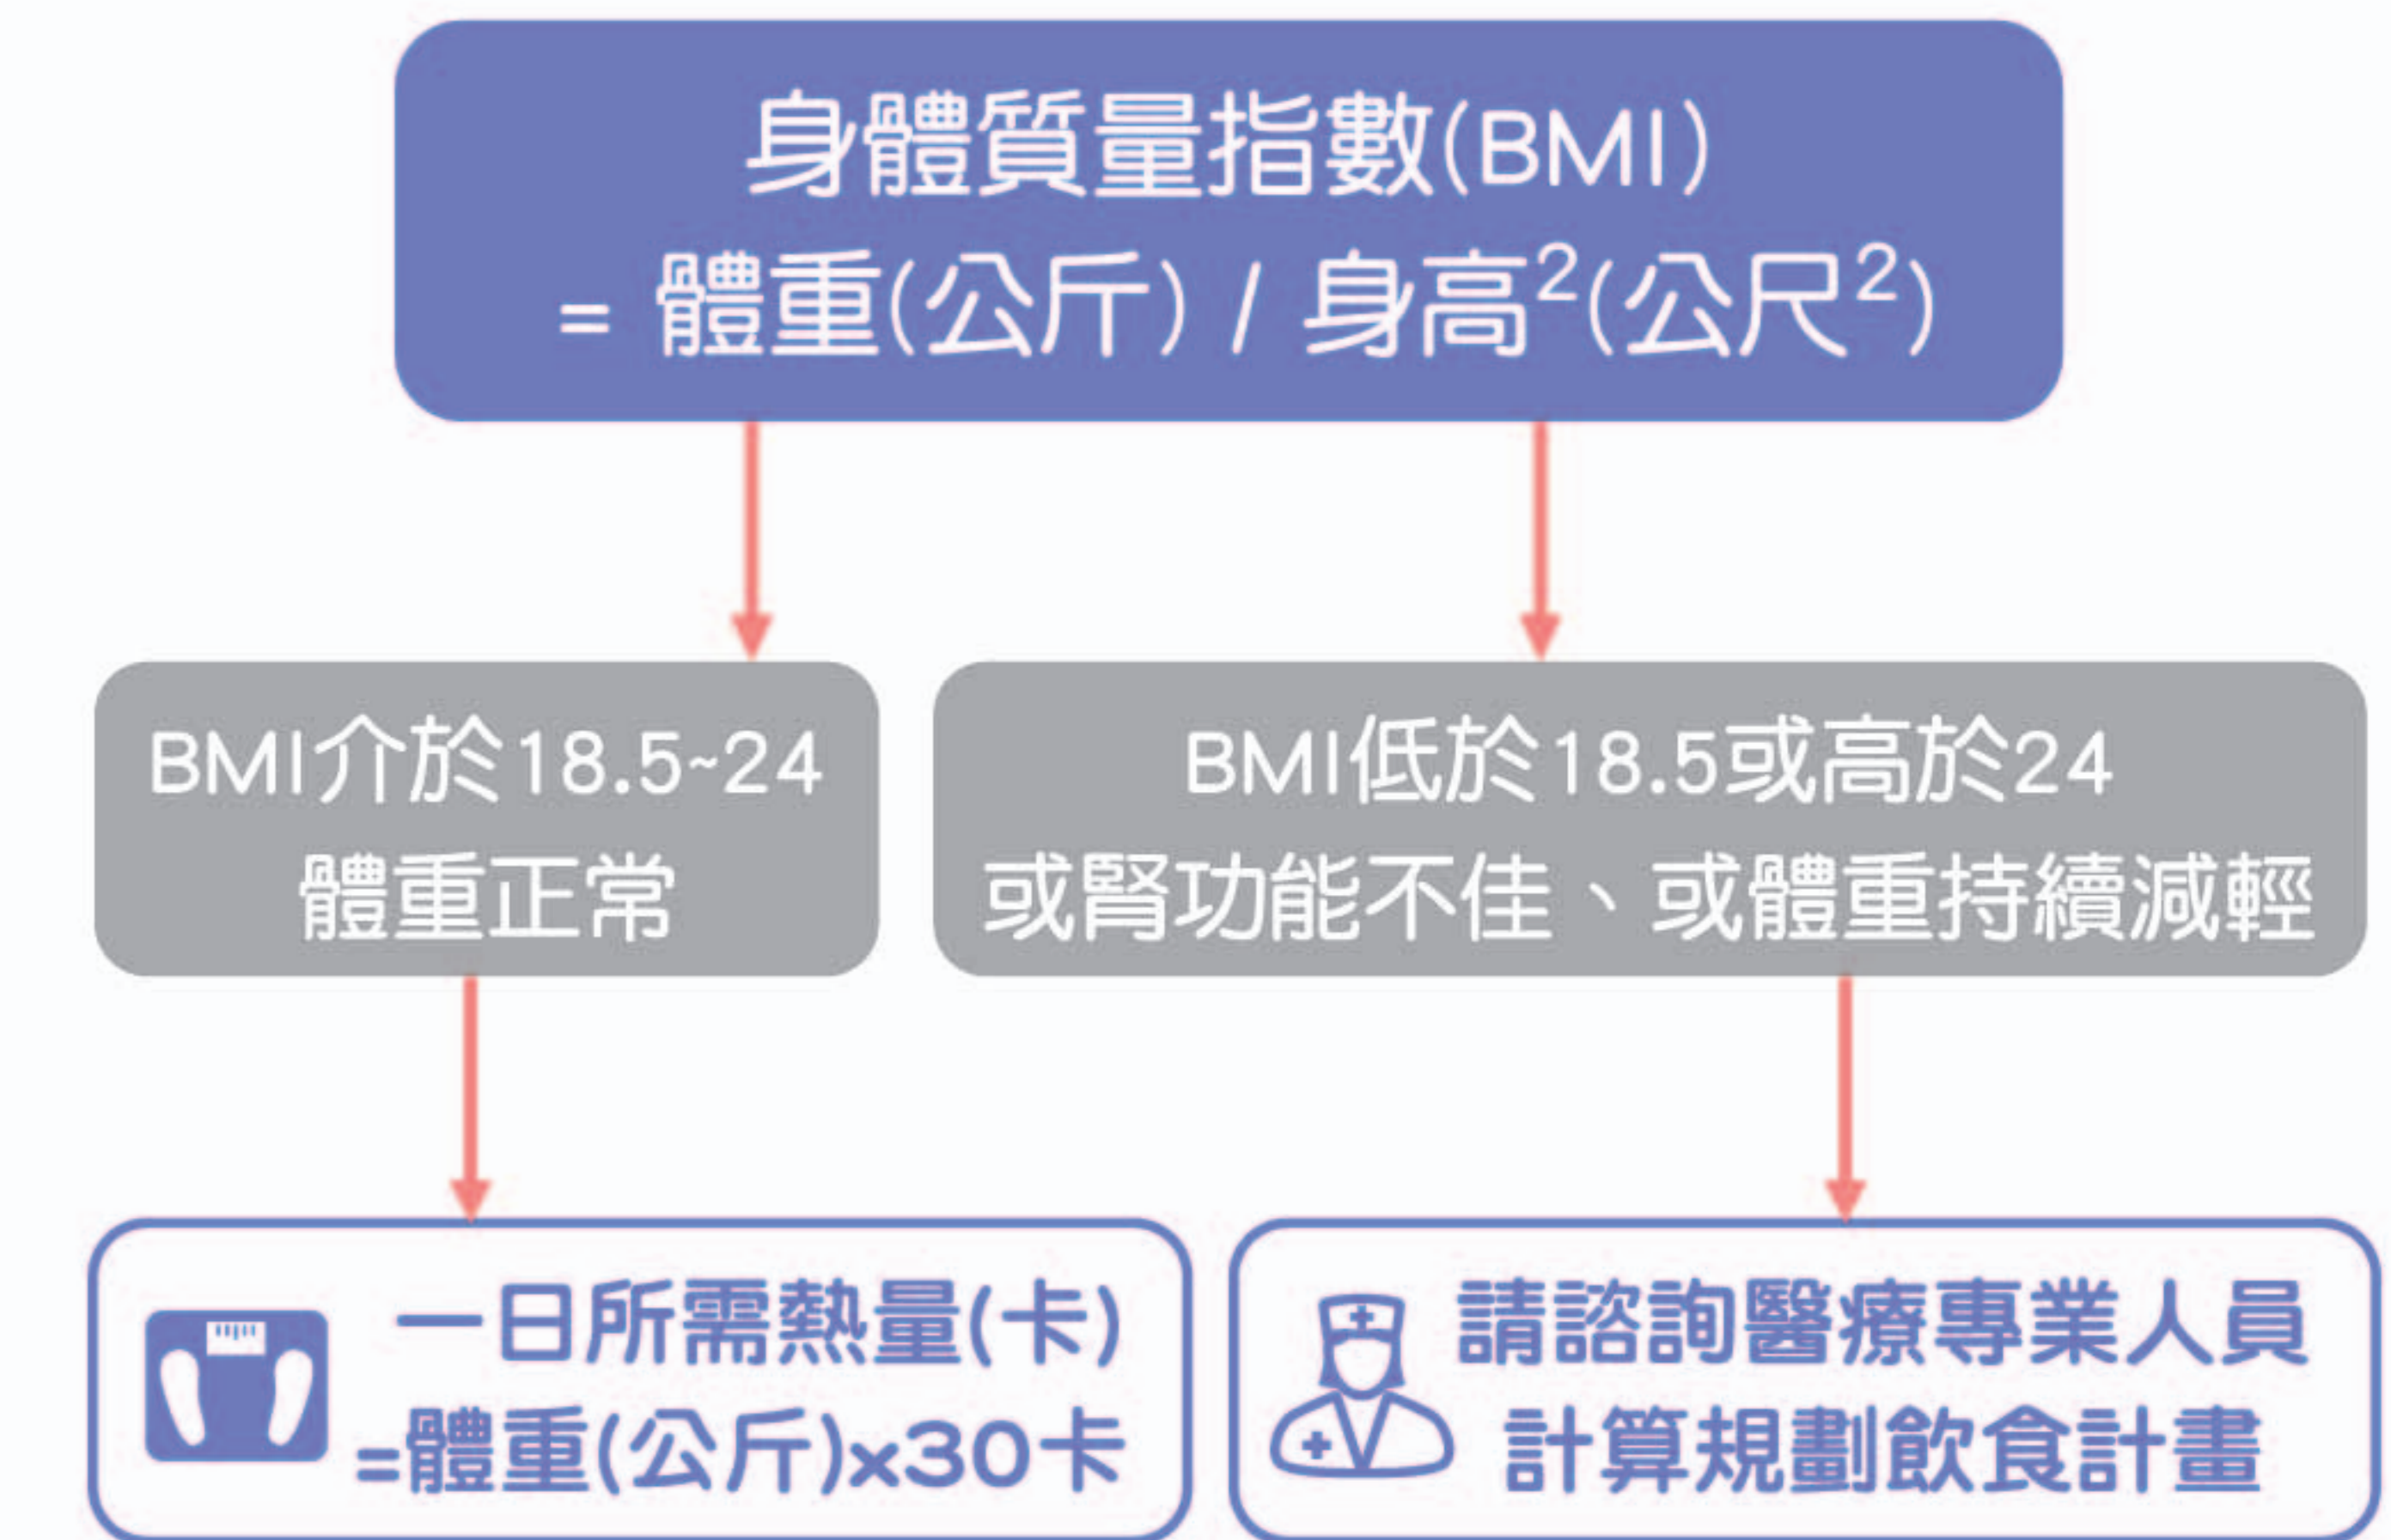 身體質量指數(BMI)
= 體重(公斤) / 身高²(公尺²)
BMI介於18.5~24
體重正常
BMI低於18.5或高於24
或腎功能不佳、或體重持續減輕
一日所需熱量(卡)
=體重(公斤)x30卡
請諮詢醫療專業人員
計算規劃飲食計畫